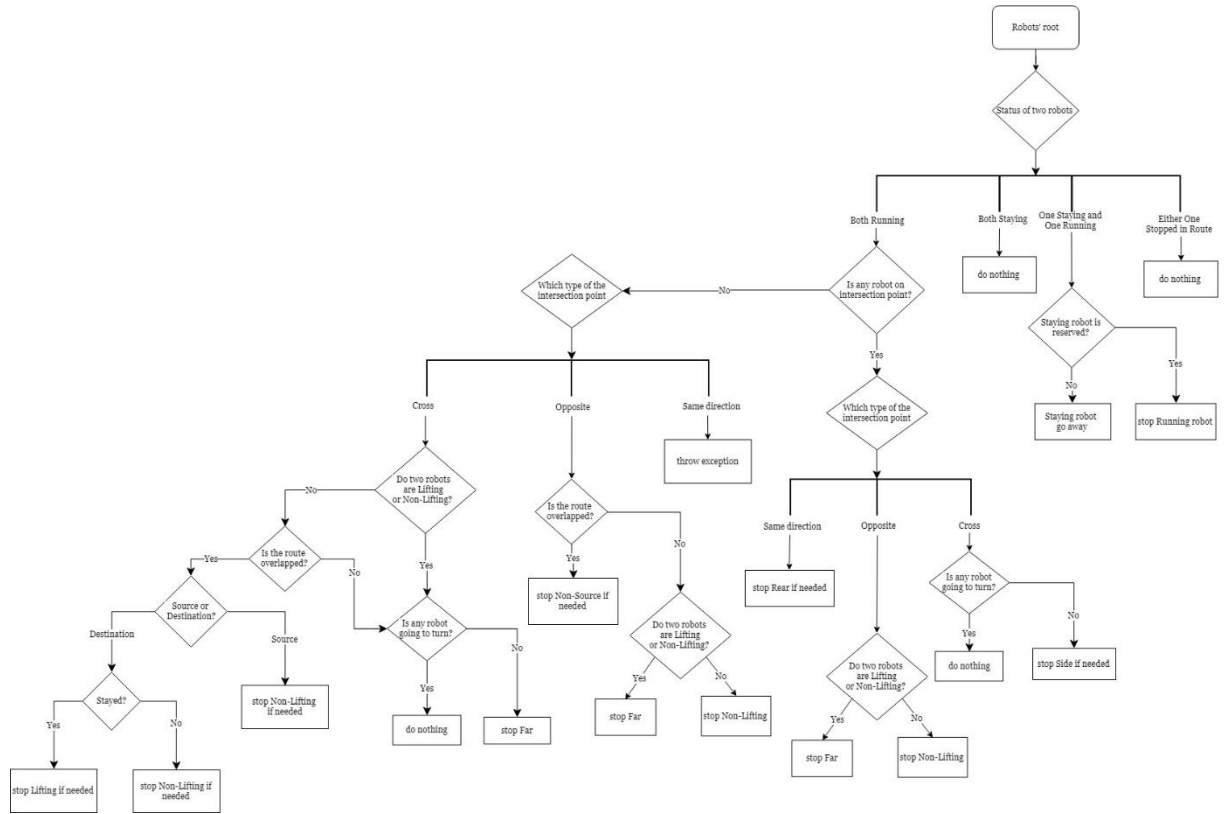 Robots' root
Status of two robots
Both Running
Both Staying
One Staying and
One Running
Either One
Stopped in Route
do nothing
do nothing
Which type of the
intersection point
No
Is any robot on
intersection point?
Staying robot is
reserved?
Yes
No
Yes
Cross
Opposite
Same direction
Which type of the
intersection point
Staying robot
go away
stop Running robot
throw exception
Do two robots
are Lifting
or Non-Lifting?
No
Is the route
overlapped?
Same direction
Opposite
Cross
No
Yes
Is the route
overlapped?
No
Yes
Yes
Is any robot
going to turn?
stop Rear if needed
stop Non-Source if
needed
Source or
Destination?
Is any robot
going to turn?
Yes
No
Destination
Source
No
Do two robots
are Lifting
or Non-Lifting?
do nothing
stop Side if needed
Do two robots
are Lifting
or Non-Lifting?
Stayed?
stop Non-Lifting
if needed
Yes
Yes
No
stop Far
stop Non-Lifting
Yes
No
do nothing
stop Far
Yes
No
stop Far
stop Non-Lifting
stop Lifting if needed
stop Non-Lifting if
needed